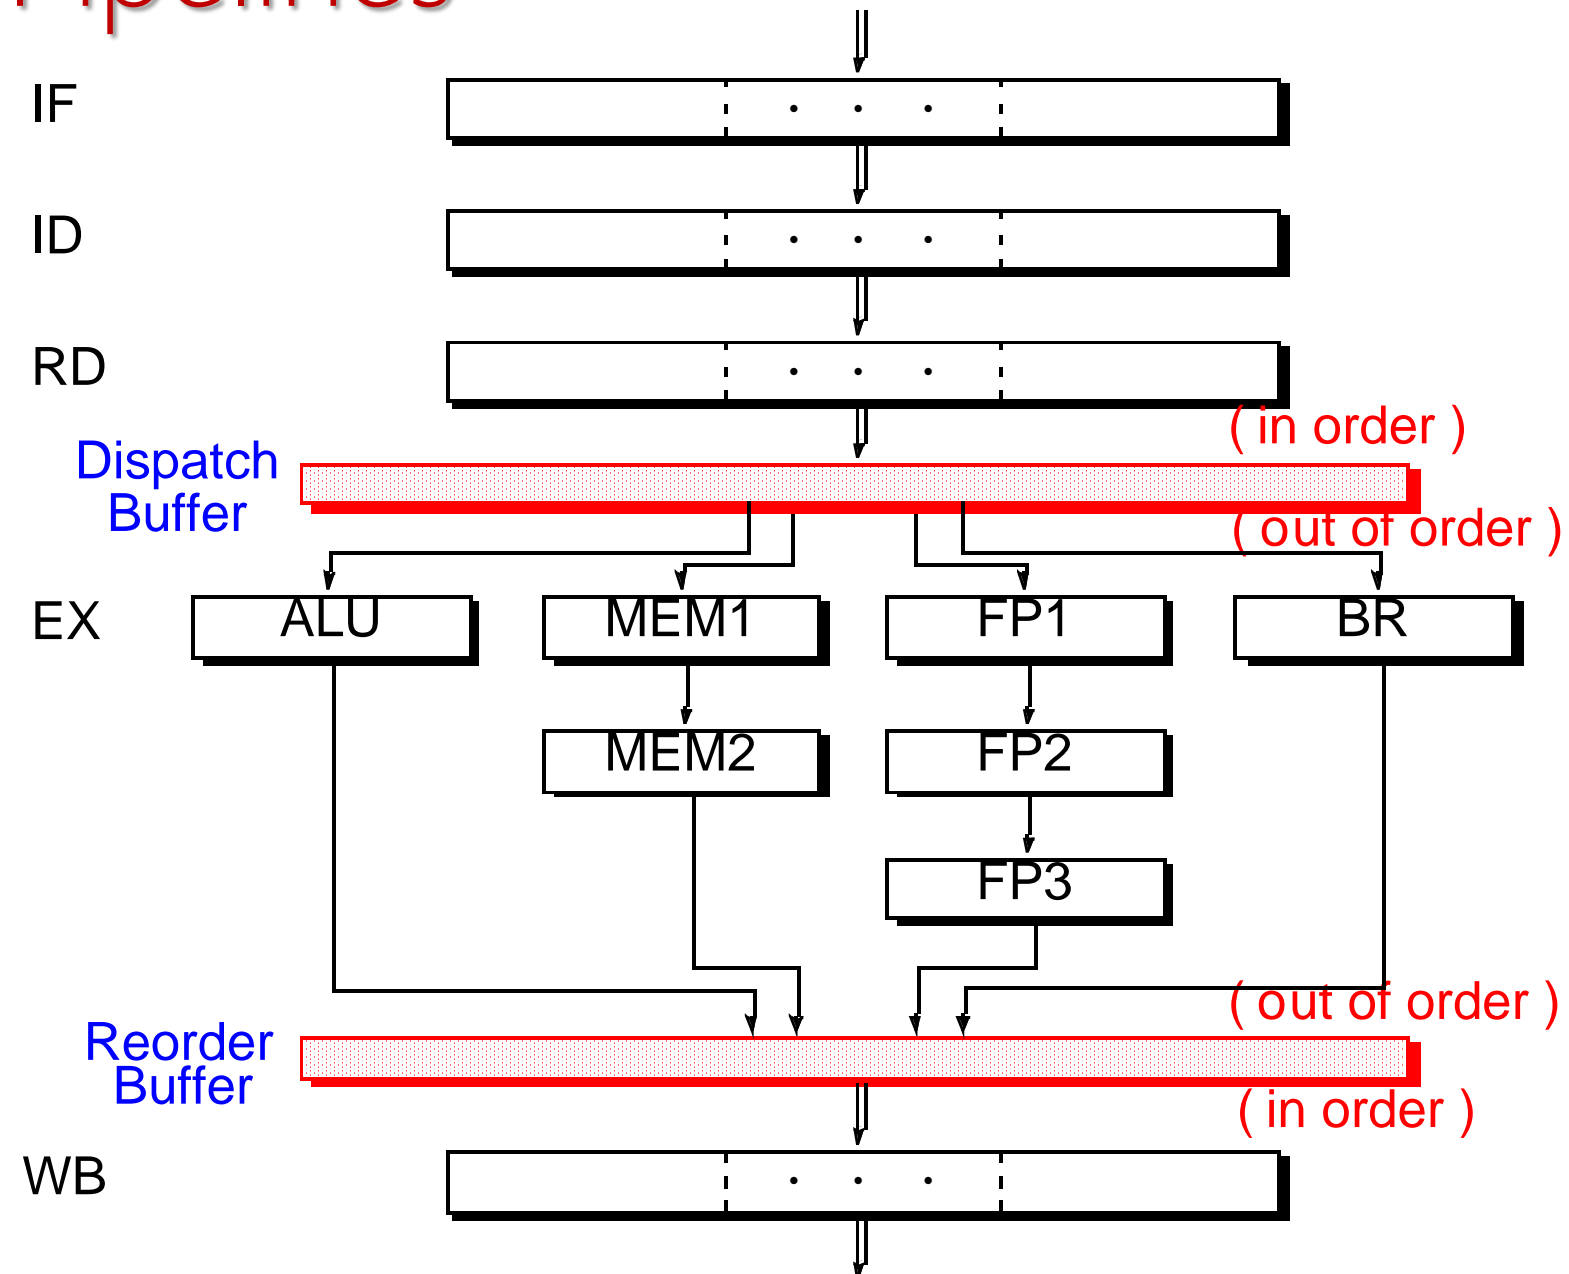 Pipelines
IF
. . .
ID
. . .
RD
. . .
( in order )
Dispatch
Buffer
( out of order )
EX
ALU
MEM1
FP1
BR
MEM2
FP2
FP3
( out of order )
Reorder
Buffer
( in order )
WB
. . .